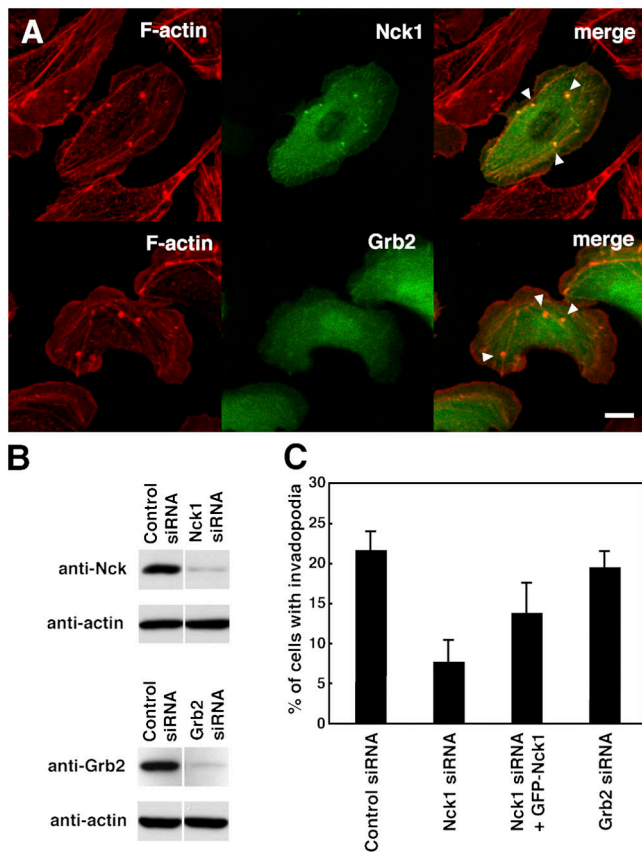 A
F-actin
Nck1
merge
F-actin
Grb2
merge
B
Control
siRNA
Nck1
siRNA
anti-Nck
anti-actin
Control
siRNA
Grb2
siRNA
anti-Grb2
anti-actin
C
% of cells with invadopodia
30
25
20
15
10
5
0
Control siRNA
Nck1 siRNA
Nck1 siRNA
+ GFP-Nck1
Grb2 siRNA